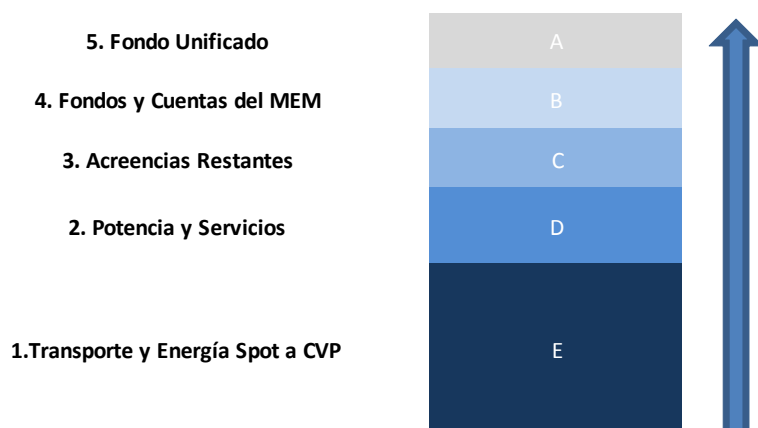 5. Fondo Unificado
A
4. Fondos y Cuentas del MEM
B
3. Acreencias Restantes
C
2. Potencia y Servicios
D
1.Transporte y Energía Spot a CVP
E